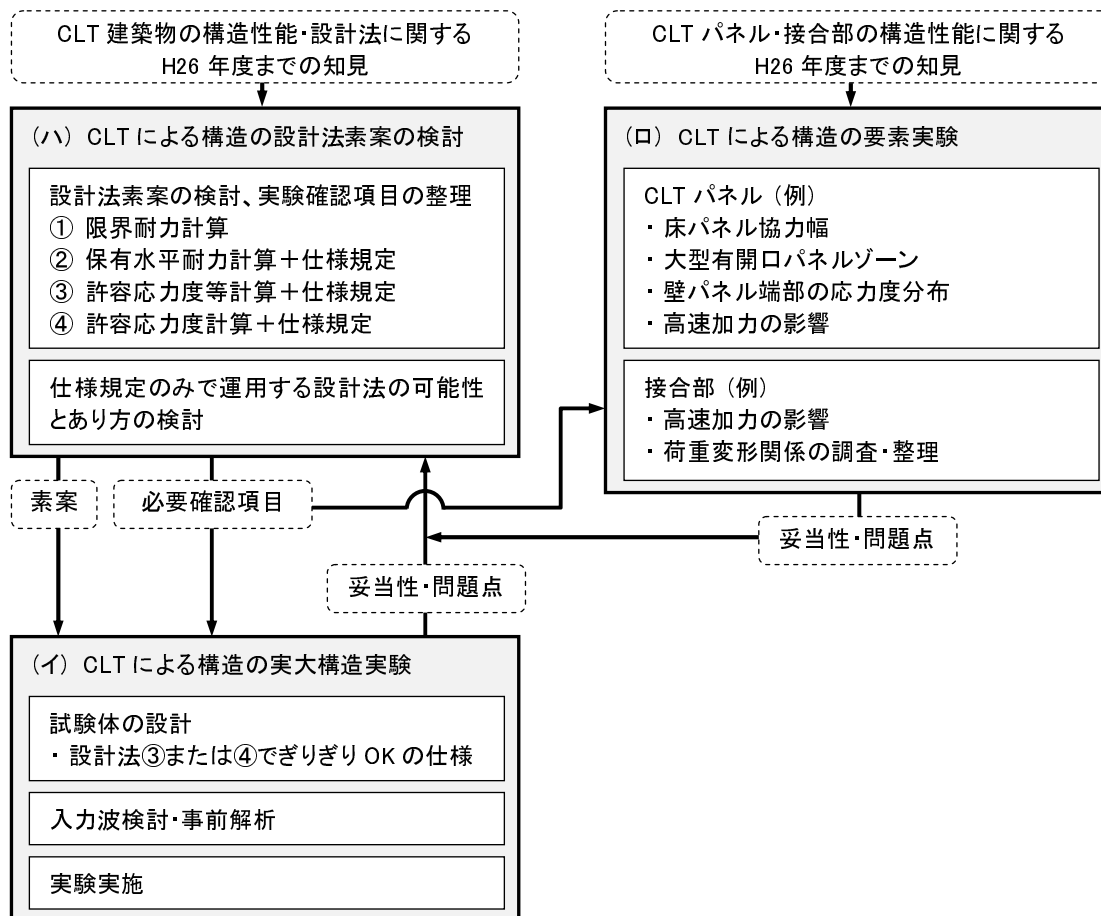 CLT 建築物の構造性能・設計法に関する
H26 年度までの知見
CLT パネル・接合部の構造性能に関する
H26 年度までの知見
（ハ）CLT による構造の設計法素案の検討
設計法素案の検討、実験確認項目の整理
① 限界耐力計算
② 保有水平耐力計算＋仕様規定
③ 許容応力度等計算＋仕様規定
④ 許容応力度計算＋仕様規定
仕様規定のみで運用する設計法の可能性
とあり方の検討
（ロ）CLT による構造の要素実験
CLT パネル（例）
・ 床パネル協力幅
・ 大型有開口パネルゾーン
・ 壁パネル端部の応力度分布
・ 高速加力の影響
接合部（例）
・ 高速加力の影響
・ 荷重変形関係の調査・整理
素案
必要確認項目
妥当性・問題点
妥当性・問題点
（イ）CLT による構造の実大構造実験
試験体の設計
・ 設計法③または④でぎりぎり OK の仕様
入力波検討・事前解析
実験実施